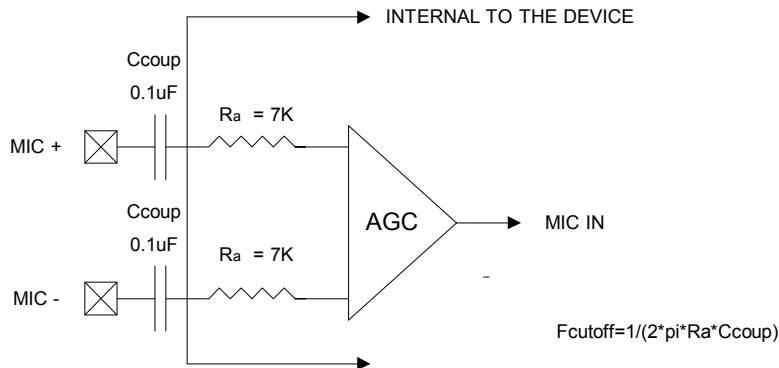 INTERNAL TO THE DEVICE
Ccoup
0.1uF
Ra = 7K
MIC +
AGC
MIC IN
Ccoup
0.1uF
Ra = 7K
MIC -
Fcutoff=1/(2*pi*Ra*Ccoup)